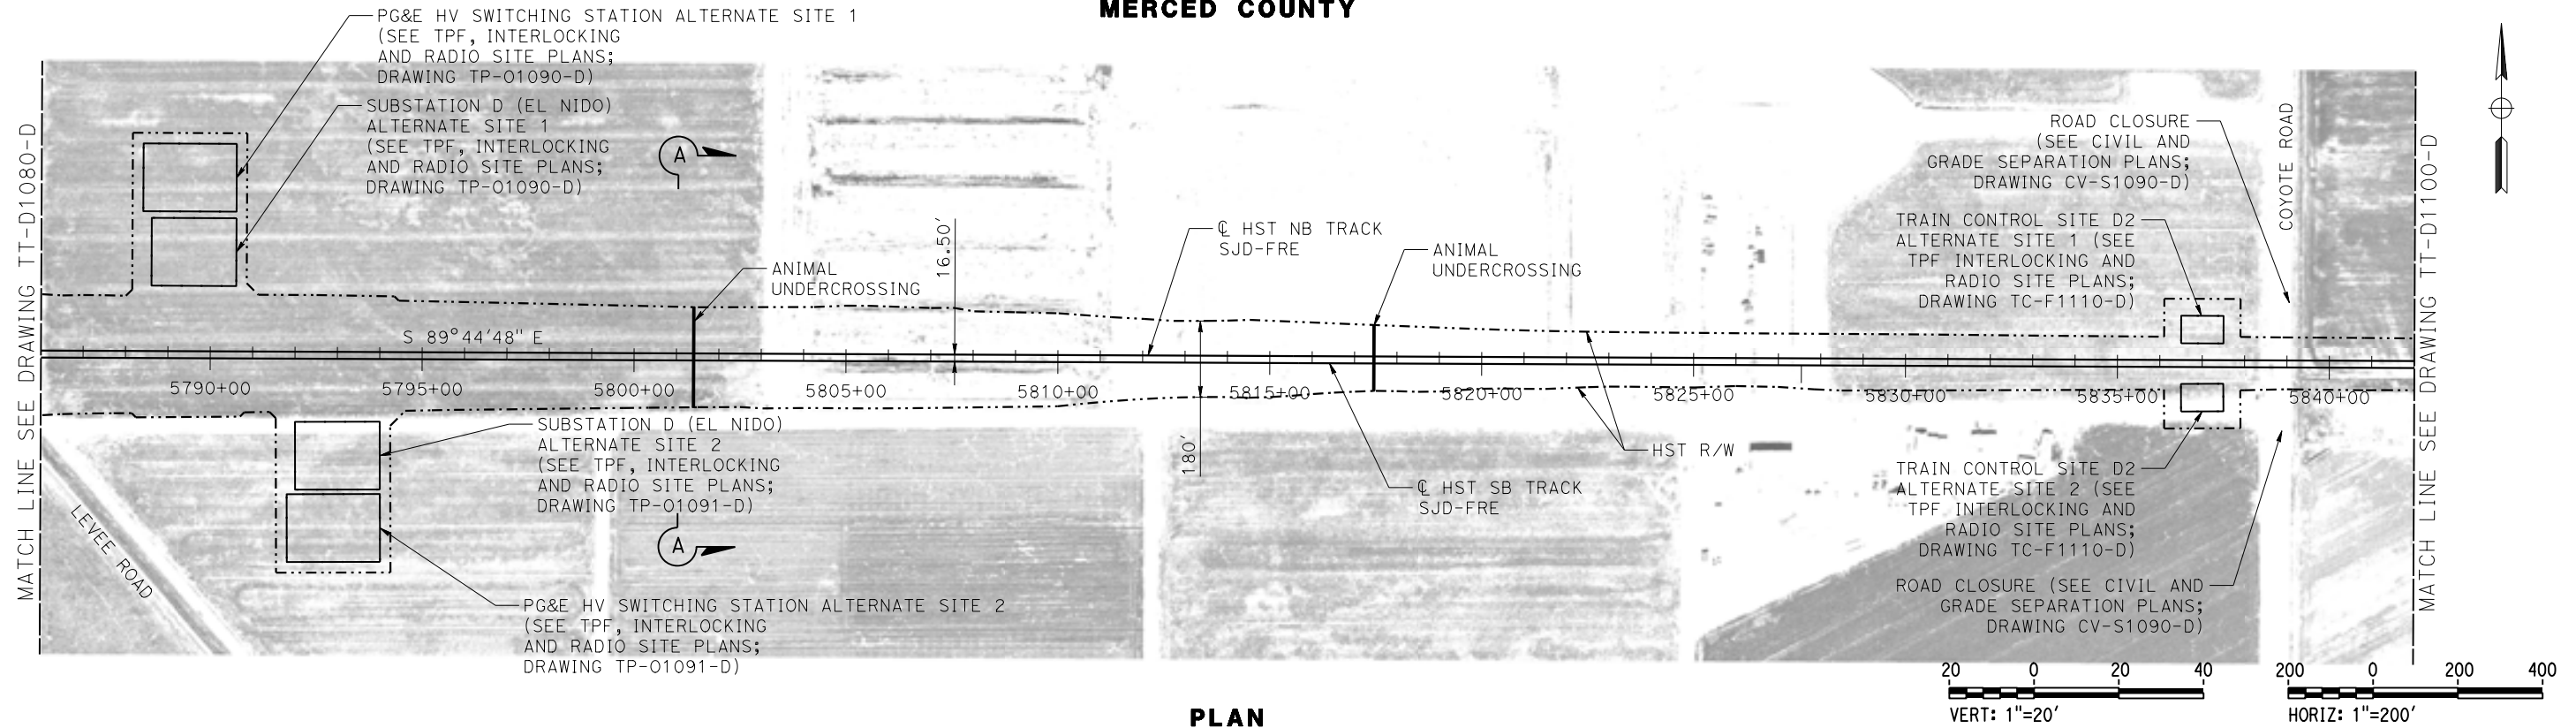 MERCED COUNTY
PG&E HV SWITCHING STATION ALTERNATE SITE 1
(SEE TPF, INTERLOCKING
AND RADIO SITE PLANS;
DRAWING TP-01090-D)
SUBSTATION D (EL NIDO)
ALTERNATE SITE 1
(SEE TPF, INTERLOCKING
AND RADIO SITE PLANS;
DRAWING TP-01090-D)
MATCH LINE SEE DRAWING TT-D1080-D
A
16.50'
℄ HST NB TRACK
SJD-FRE
ANIMAL
UNDERCROSSING
ANIMAL
UNDERCROSSING
ROAD CLOSURE
(SEE CIVIL AND
GRADE SEPARATION PLANS;
DRAWING CV-S1090-D)
COYOTE ROAD
TRAIN CONTROL SITE D2
ALTERNATE SITE 1 (SEE
TPF INTERLOCKING AND
RADIO SITE PLANS;
DRAWING TC-F1110-D)
MATCH LINE SEE DRAWING TT-D1100-D
S 89°44'48" E
5790+00
5795+00
5800+00
5805+00
5810+00
5815+00
5820+00
5825+00
5830+00
5835+00
5840+00
SUBSTATION D (EL NIDO)
ALTERNATE SITE 2
(SEE TPF, INTERLOCKING
AND RADIO SITE PLANS;
DRAWING TP-01091-D)
180'
HST R/W
℄ HST SB TRACK
SJD-FRE
TRAIN CONTROL SITE D2
ALTERNATE SITE 2 (SEE
TPF INTERLOCKING AND
RADIO SITE PLANS;
DRAWING TC-F1110-D)
LEVEE ROAD
A
PG&E HV SWITCHING STATION ALTERNATE SITE 2
(SEE TPF, INTERLOCKING
AND RADIO SITE PLANS;
DRAWING TP-01091-D)
ROAD CLOSURE (SEE CIVIL AND
GRADE SEPARATION PLANS;
DRAWING CV-S1090-D)
20 0 20 40
VERT: 1"=20'
200 0 200 400
HORIZ: 1"=200'
PLAN